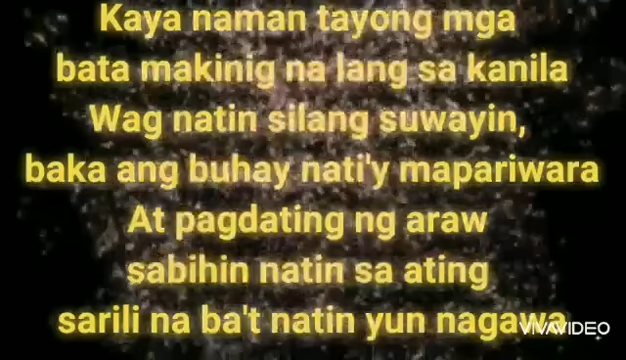 Kaya naman tayong mga
bata makinig na lang sa kanila
Wag natin silang suwayin,
baka ang buhay nati'y mapariwara
At pagdating ng araw
sabihin natin sa ating
sarili na ba't natin yun nagawa
VIVAVIDEO